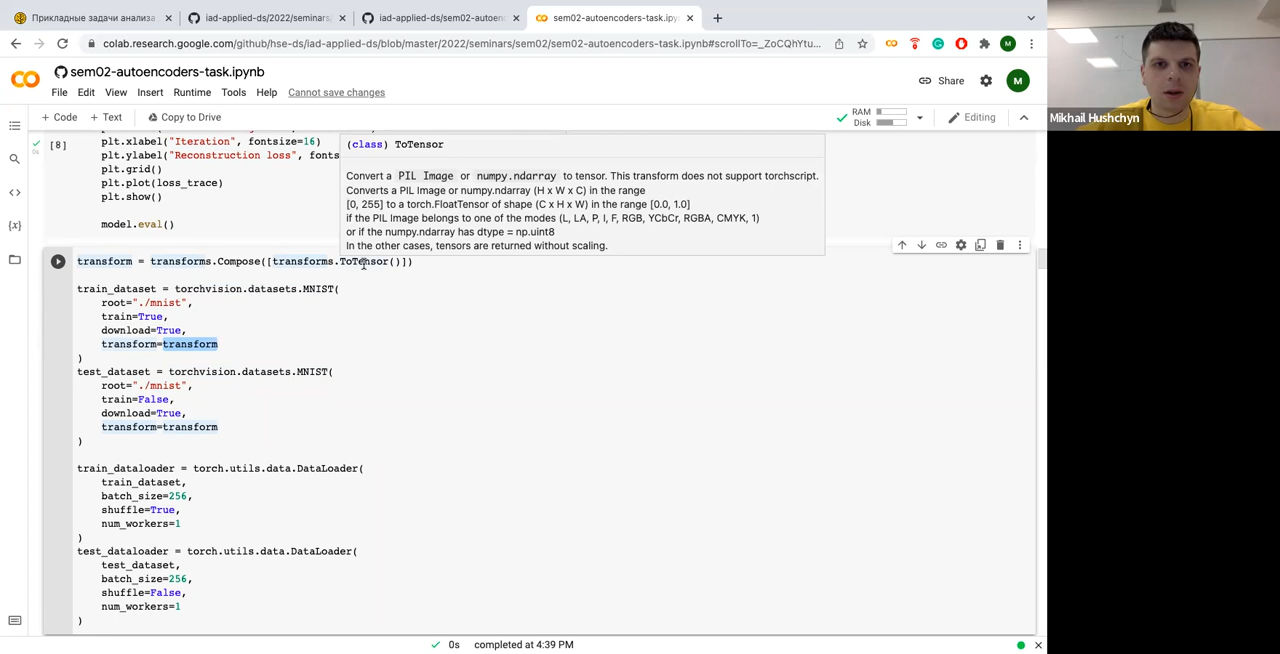 Прикладные задачи анализа
iad-applied-ds/2022/seminars/
iad-applied-ds/sem02-autoenc
sem02-autoencoders-task.ipyn
colab.research.google.com/github/hse-ds/iad-applied-ds/blob/master/2022/seminars/sem02/sem02-autoencoders-task.ipynb#scrollTo=_ZoCQhYtu...
M
sem02-autoencoders-task.ipynb
Share
M
File Edit View Insert Runtime Tools Help Cannot save changes
+ Code + Text Copy to Drive
RAM
Disk
Editing
[8]
0s
plt.xlabel("Iteration", fontsize=16)
plt.ylabel("Reconstruction loss", fonts
plt.grid()
plt.plot(loss_trace)
plt.show()
model.eval()
(class) ToTensor
Convert a PIL Image or numpy.ndarray to tensor. This transform does not support torchscript.
Converts a PIL Image or numpy.ndarray (H x W x C) in the range
[0, 255] to a torch.FloatTensor of shape (C x H x W) in the range [0.0, 1.0]
if the PIL Image belongs to one of the modes (L, LA, P, I, F, RGB, YCbCr, RGBA, CMYK, 1)
or if the numpy.ndarray has dtype = np.uint8
In the other cases, tensors are returned without scaling.
transform = transforms.Compose([transforms.ToTensor()])
train_dataset = torchvision.datasets.MNIST(
root="./mnist",
train=True,
download=True,
transform=transform
)
test_dataset = torchvision.datasets.MNIST(
root="./mnist",
train=False,
download=True,
transform=transform
)
train_dataloader = torch.utils.data.DataLoader(
train_dataset,
batch_size=256,
shuffle=True,
num_workers=1
)
test_dataloader = torch.utils.data.DataLoader(
test_dataset,
batch_size=256,
shuffle=False,
num_workers=1
)
0s completed at 4:39 PM
Mikhail Hushchyn